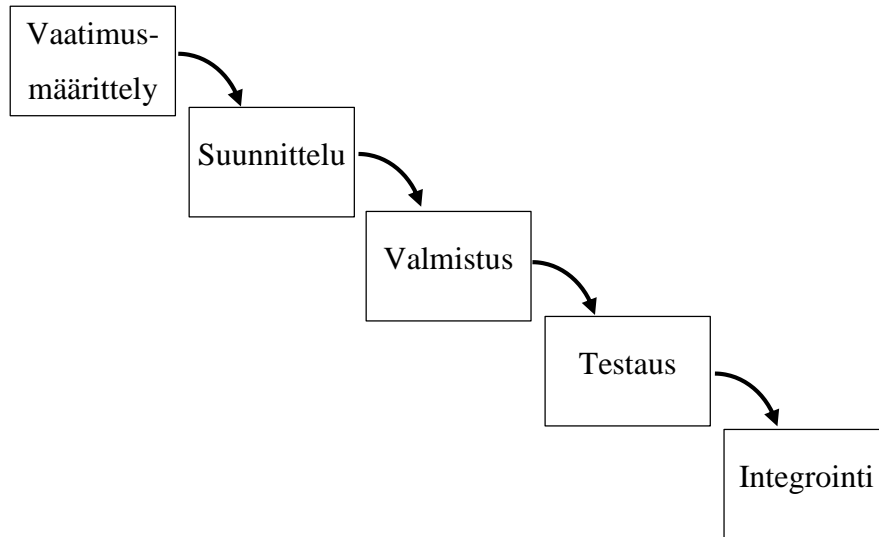 Vaatimus-
määrittely
Suunnittelu
Valmistus
Testaus
Integrointi